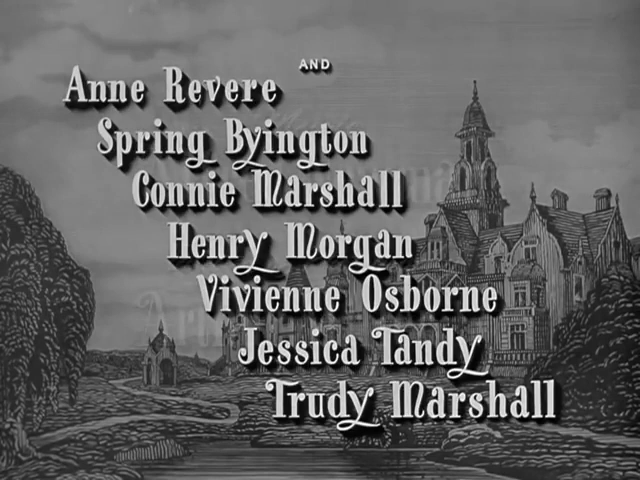 AND
Anne Revere
Spring Byington
Connie Marshall
Henry Morgan
Vivienne Osborne
Jessica Tandy
Trudy Marshall